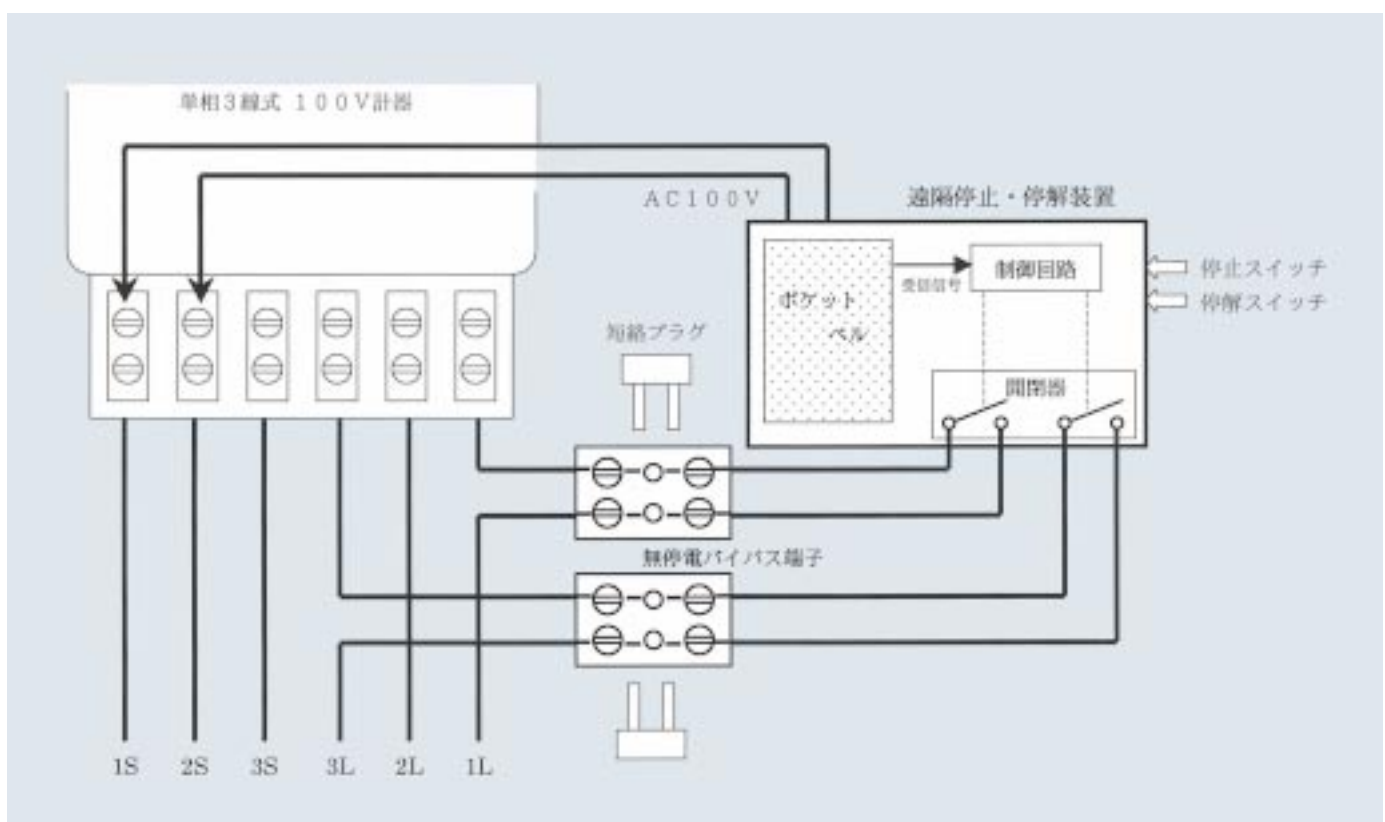 単相3線式 100V計器
AC100V
遠隔停止・停解装置
制御回路
受信信号
ポケット
ベル
停止スイッチ
停解スイッチ
開閉器
短絡プラグ
無停電バイパス端子
1S 2S 3S 3L 2L 1L